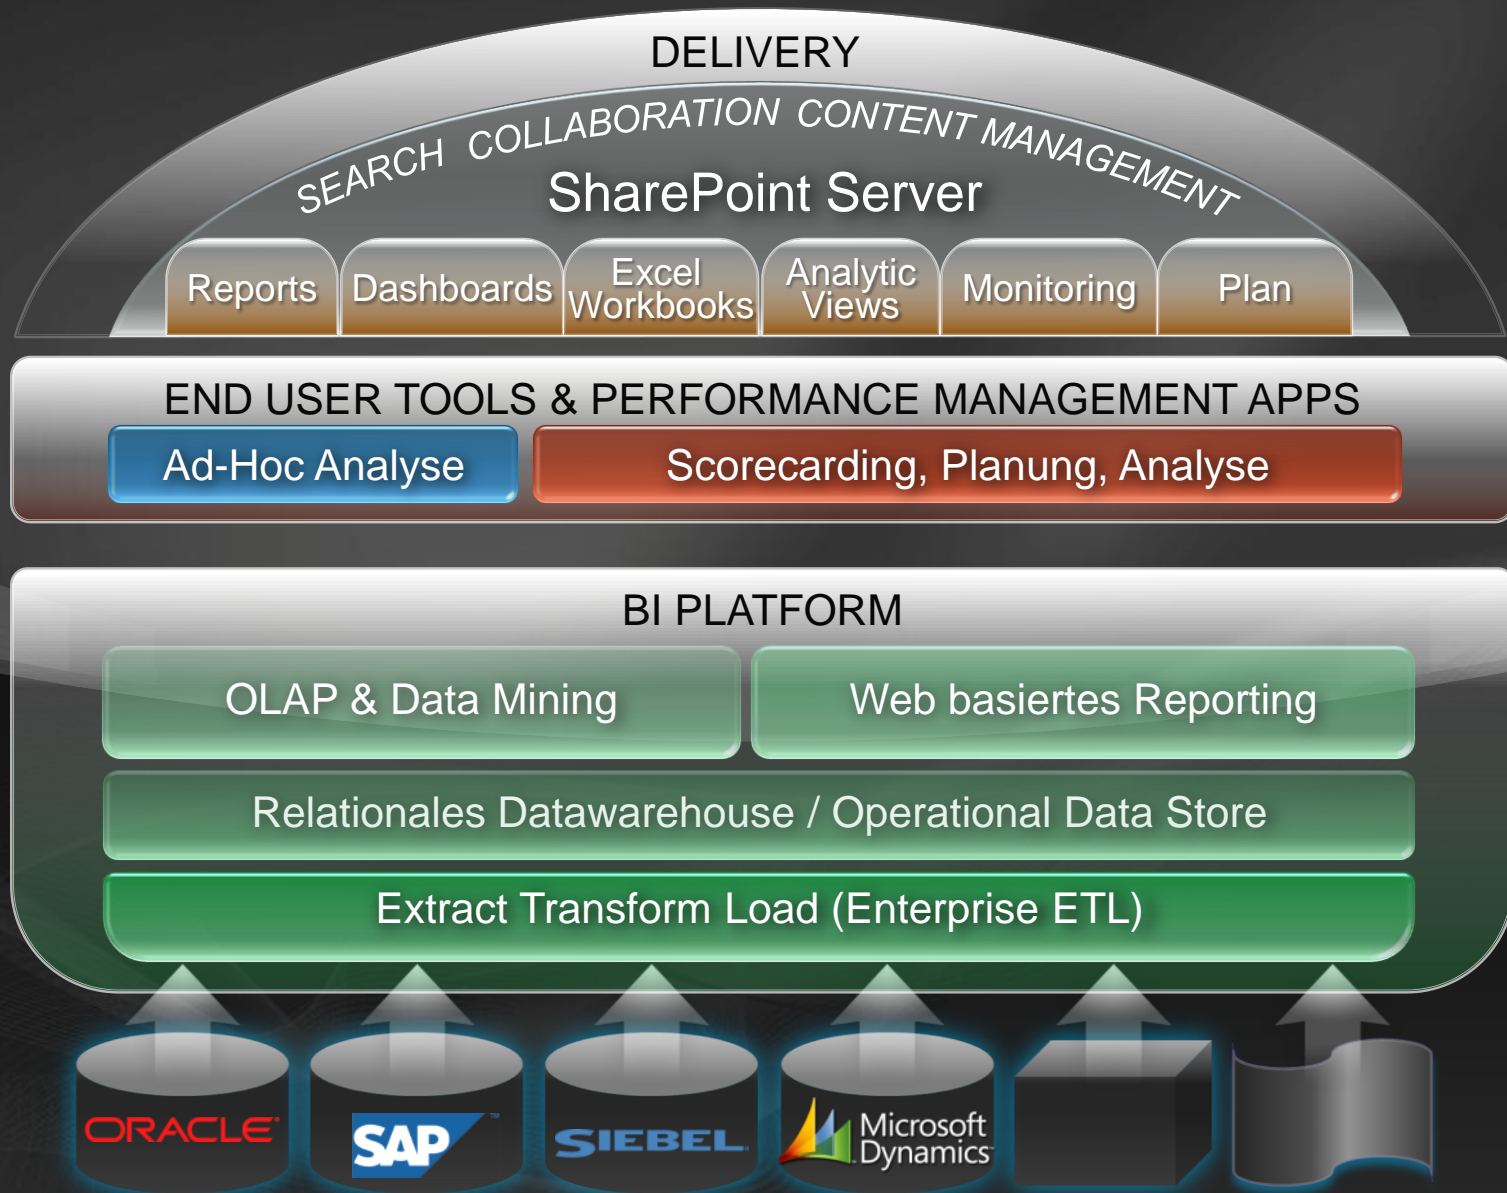 DELIVERY
SEARCH COLLABORATION CONTENT MANAGEMENT
SharePoint Server
Reports
Dashboards
Excel
Workbooks
Analytic
Views
Monitoring
Plan
END USER TOOLS & PERFORMANCE MANAGEMENT APPS
Ad-Hoc Analyse
Scorecarding, Planung, Analyse
BI PLATFORM
OLAP & Data Mining
Web basiertes Reporting
Relationales Datawarehouse / Operational Data Store
Extract Transform Load (Enterprise ETL)
ORACLE®
SAP™
SIEBEL.
Microsoft
Dynamics